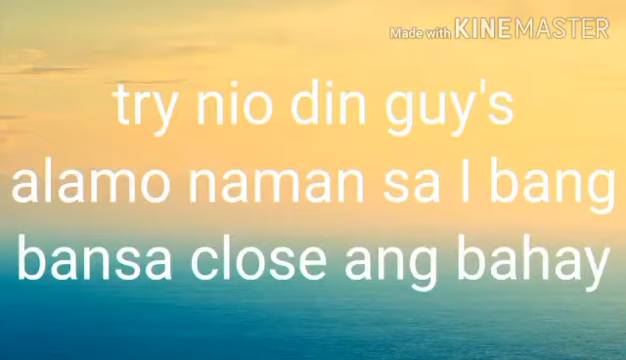 Made with KINEMASTER
try nio din guy's
alamo naman sa I bang
bansa close ang bahay